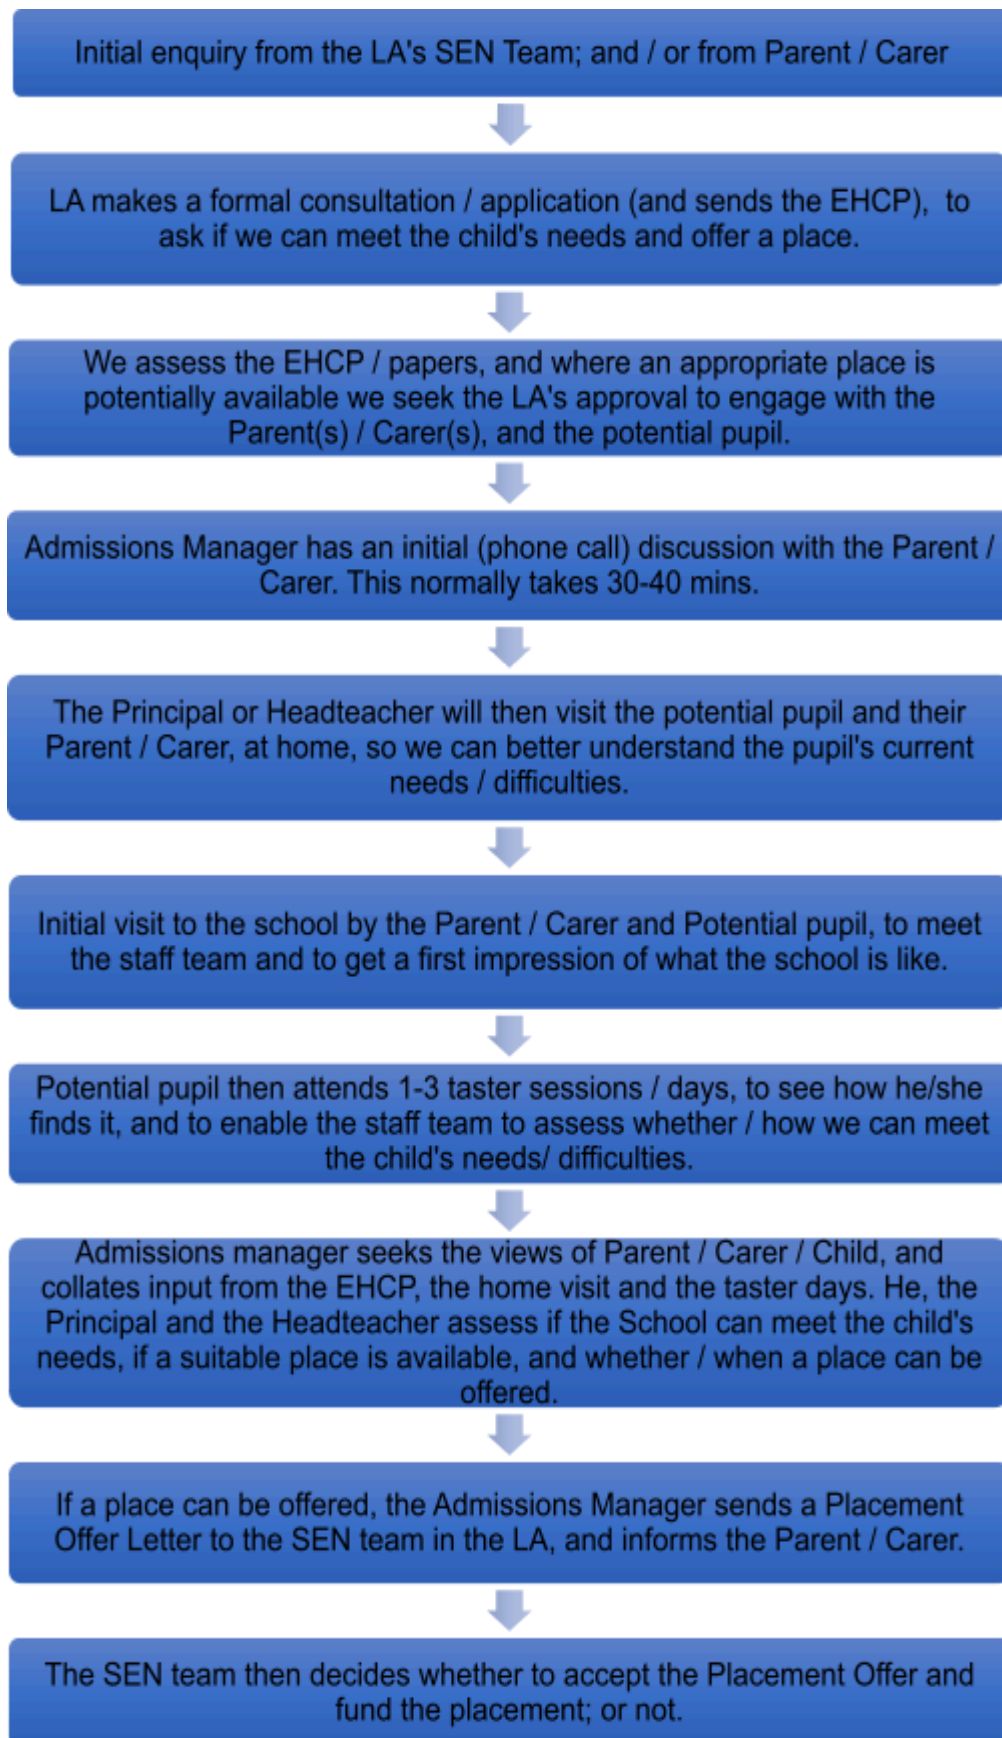 Initial enquiry from the LA's SEN Team; and / or from Parent / Carer
LA makes a formal consultation / application (and sends the EHCP),  to
ask if we can meet the child's needs and offer a place.
We assess the EHCP / papers, and where an appropriate place is
potentially available we seek the LA's approval to engage with the
Parent(s) / Carer(s), and the potential pupil.
Admissions Manager has an initial (phone call) discussion with the Parent /
Carer. This normally takes 30-40 mins.
The Principal or Headteacher will then visit the potential pupil and their
Parent / Carer, at home, so we can better understand the pupil's current
needs / difficulties.
Initial visit to the school by the Parent / Carer and Potential pupil, to meet
the staff team and to get a first impression of what the school is like.
Potential pupil then attends 1-3 taster sessions / days, to see how he/she
finds it, and to enable the staff team to assess whether / how we can meet
the child's needs/ difficulties.
Admissions manager seeks the views of Parent / Carer / Child, and
collates input from the EHCP, the home visit and the taster days. He, the
Principal and the Headteacher assess if the School can meet the child's
needs, if a suitable place is available, and whether / when a place can be
offered.
If a place can be offered, the Admissions Manager sends a Placement
Offer Letter to the SEN team in the LA, and informs the Parent / Carer.
The SEN team then decides whether to accept the Placement Offer and
fund the placement; or not.